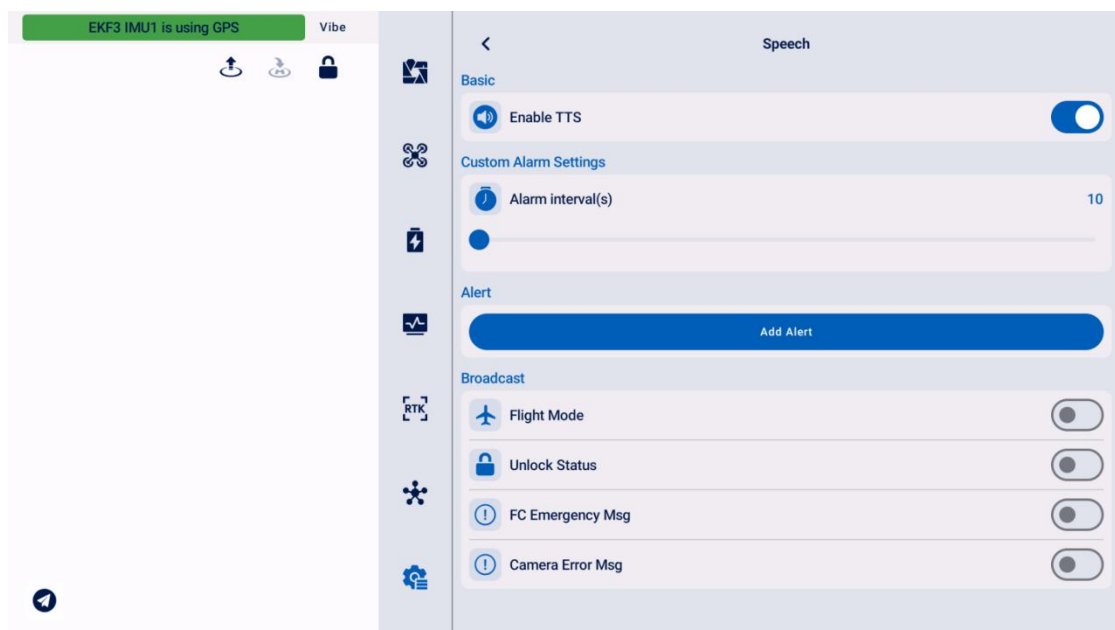 EKF3 IMU1 is using GPS
Vibe
Speech
Basic
Enable TTS
Custom Alarm Settings
Alarm interval(s)
10
Alert
Add Alert
Broadcast
RTK
Flight Mode
Unlock Status
FC Emergency Msg
Camera Error Msg